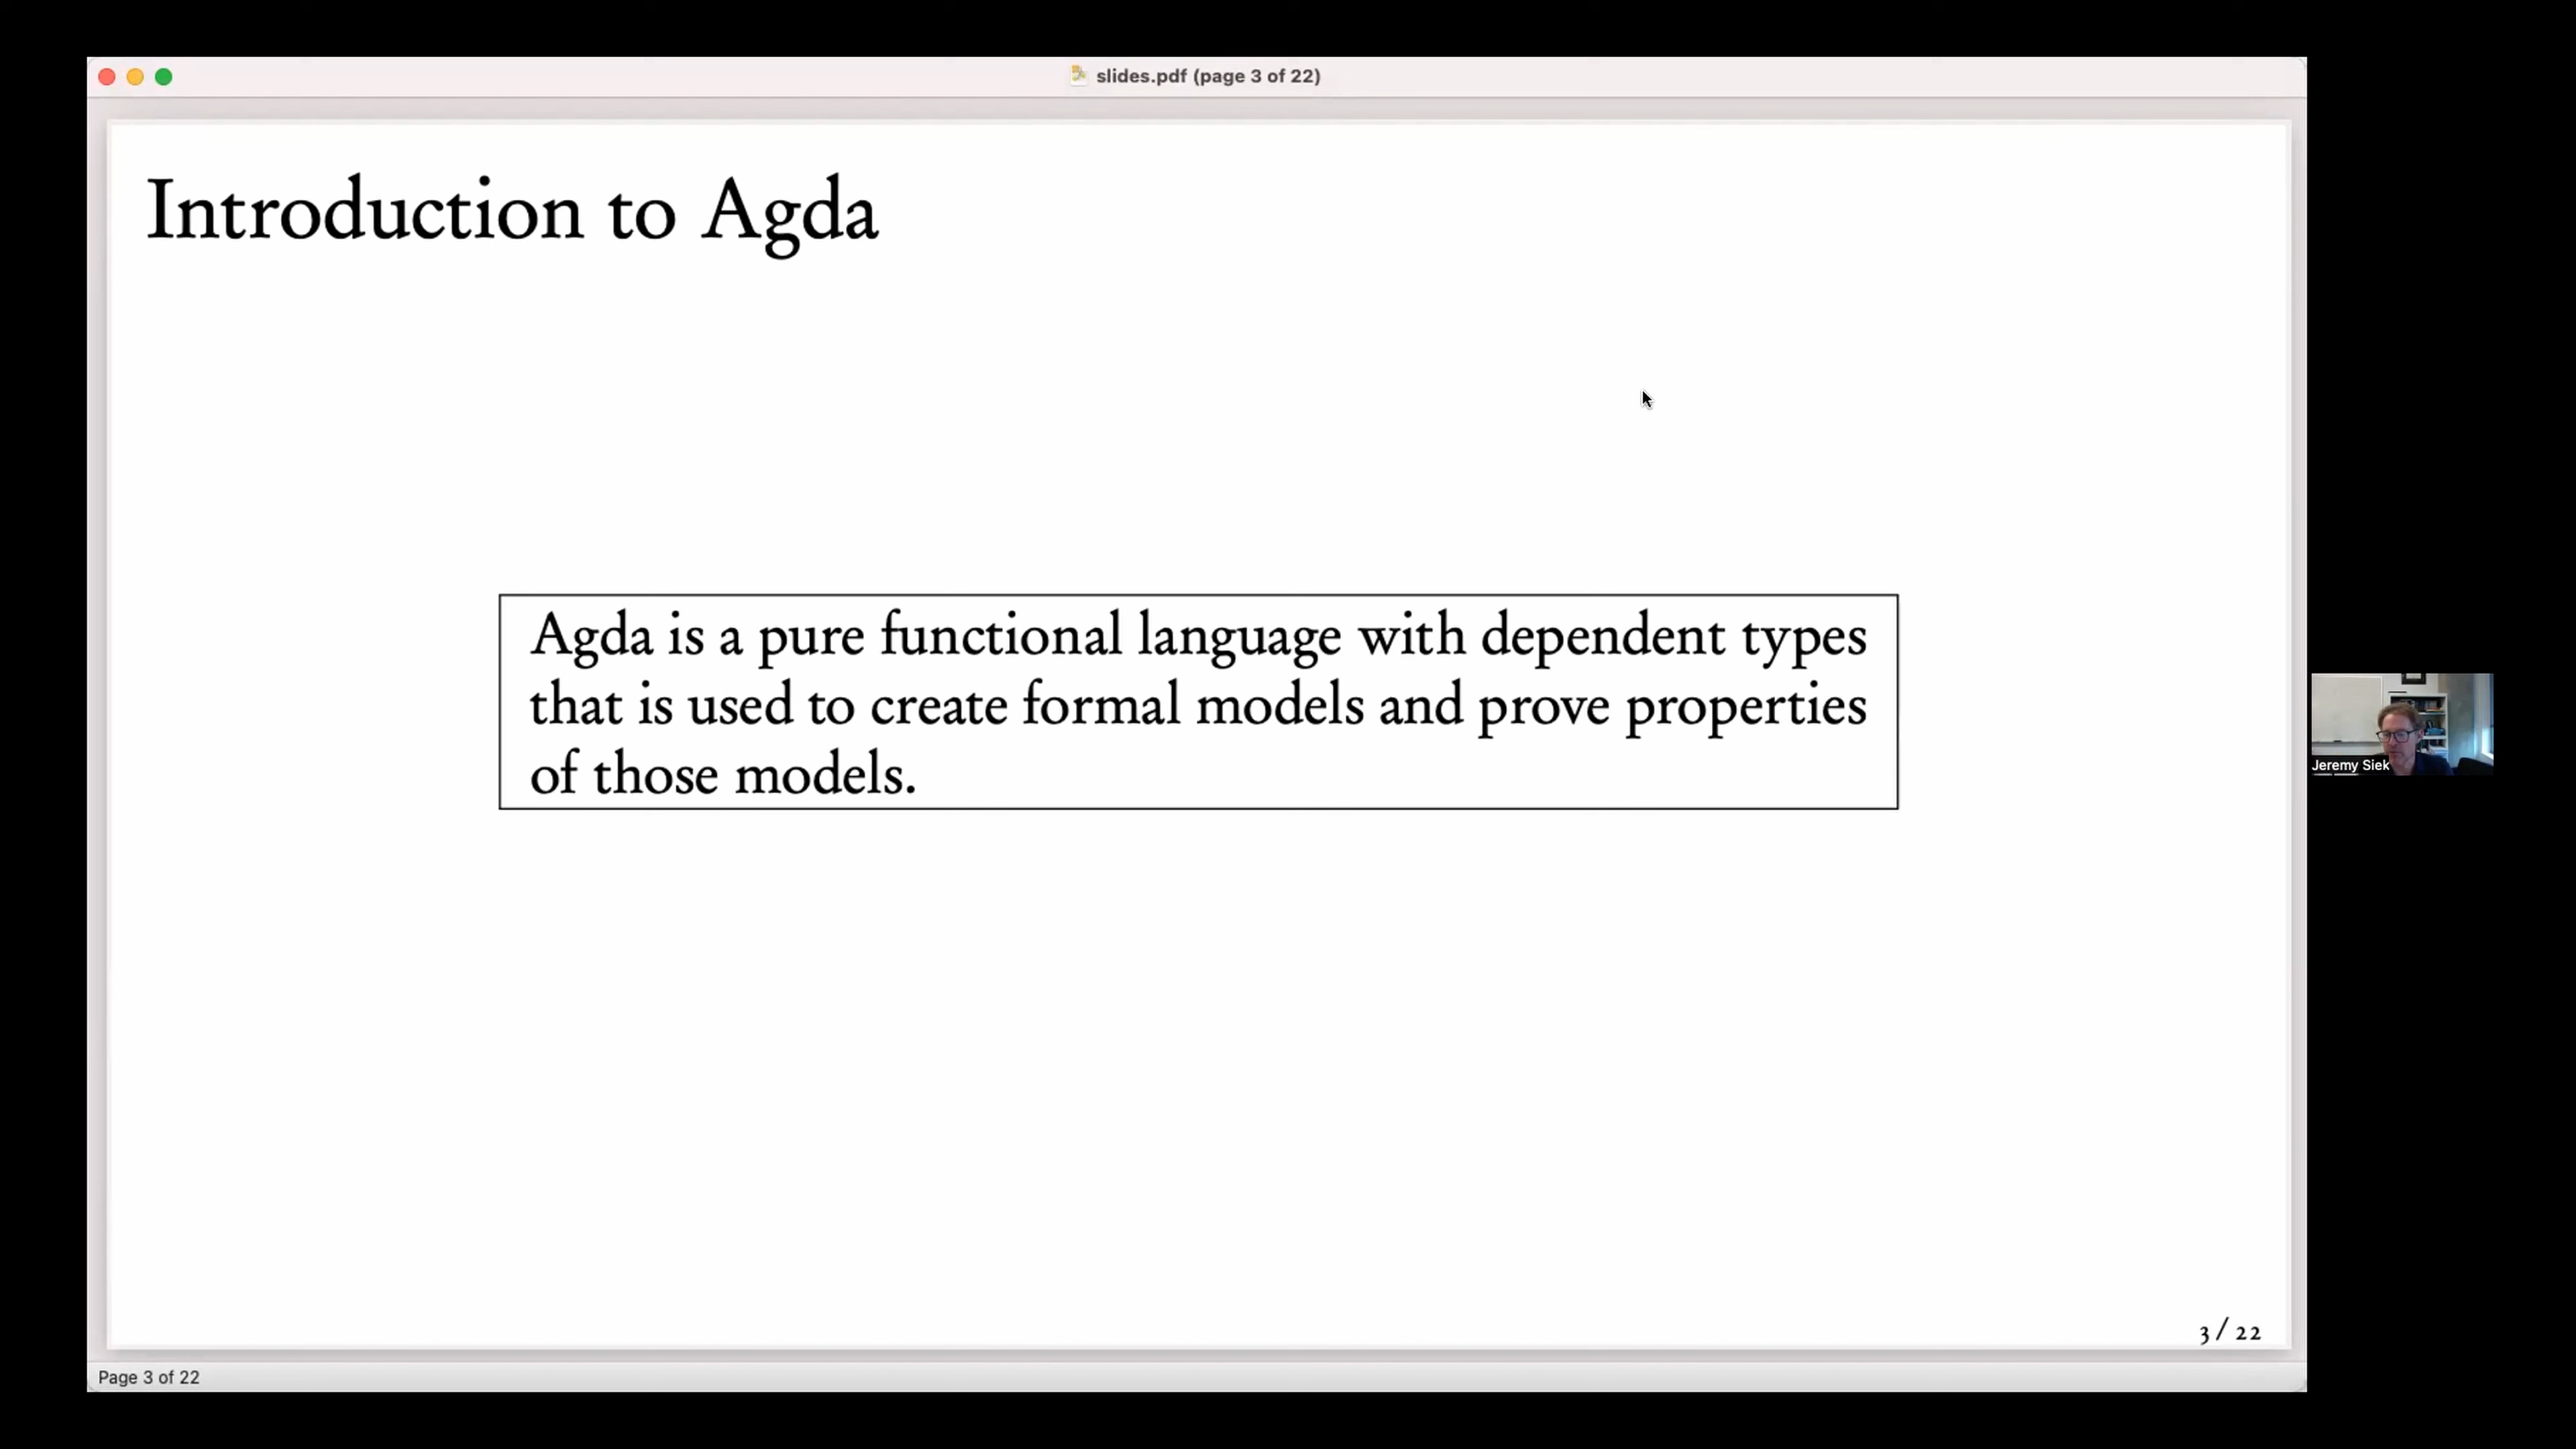 slides.pdf (page 3 of 22)
Introduction to Agda
Agda is a pure functional language with dependent types
that is used to create formal models and prove properties
of those models.
Jeremy Siek
3 / 22
Page 3 of 22